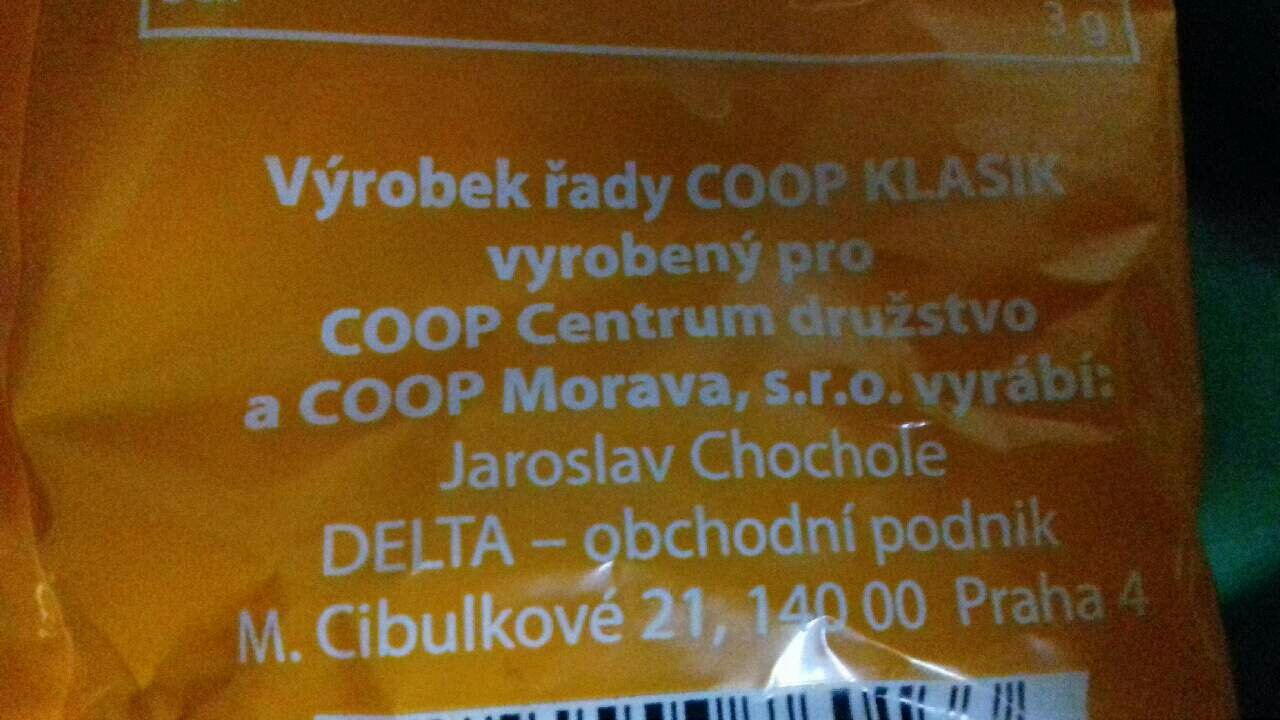 3 g
Výrobek řady COOP KLASIK
vyrobený pro
COOP Centrum družstvo
a COOP Morava, s.r.o. vyrábí:
Jaroslav Chochole
DELTA – obchodní podnik
M. Cibulkové 21, 140 00 Praha 4